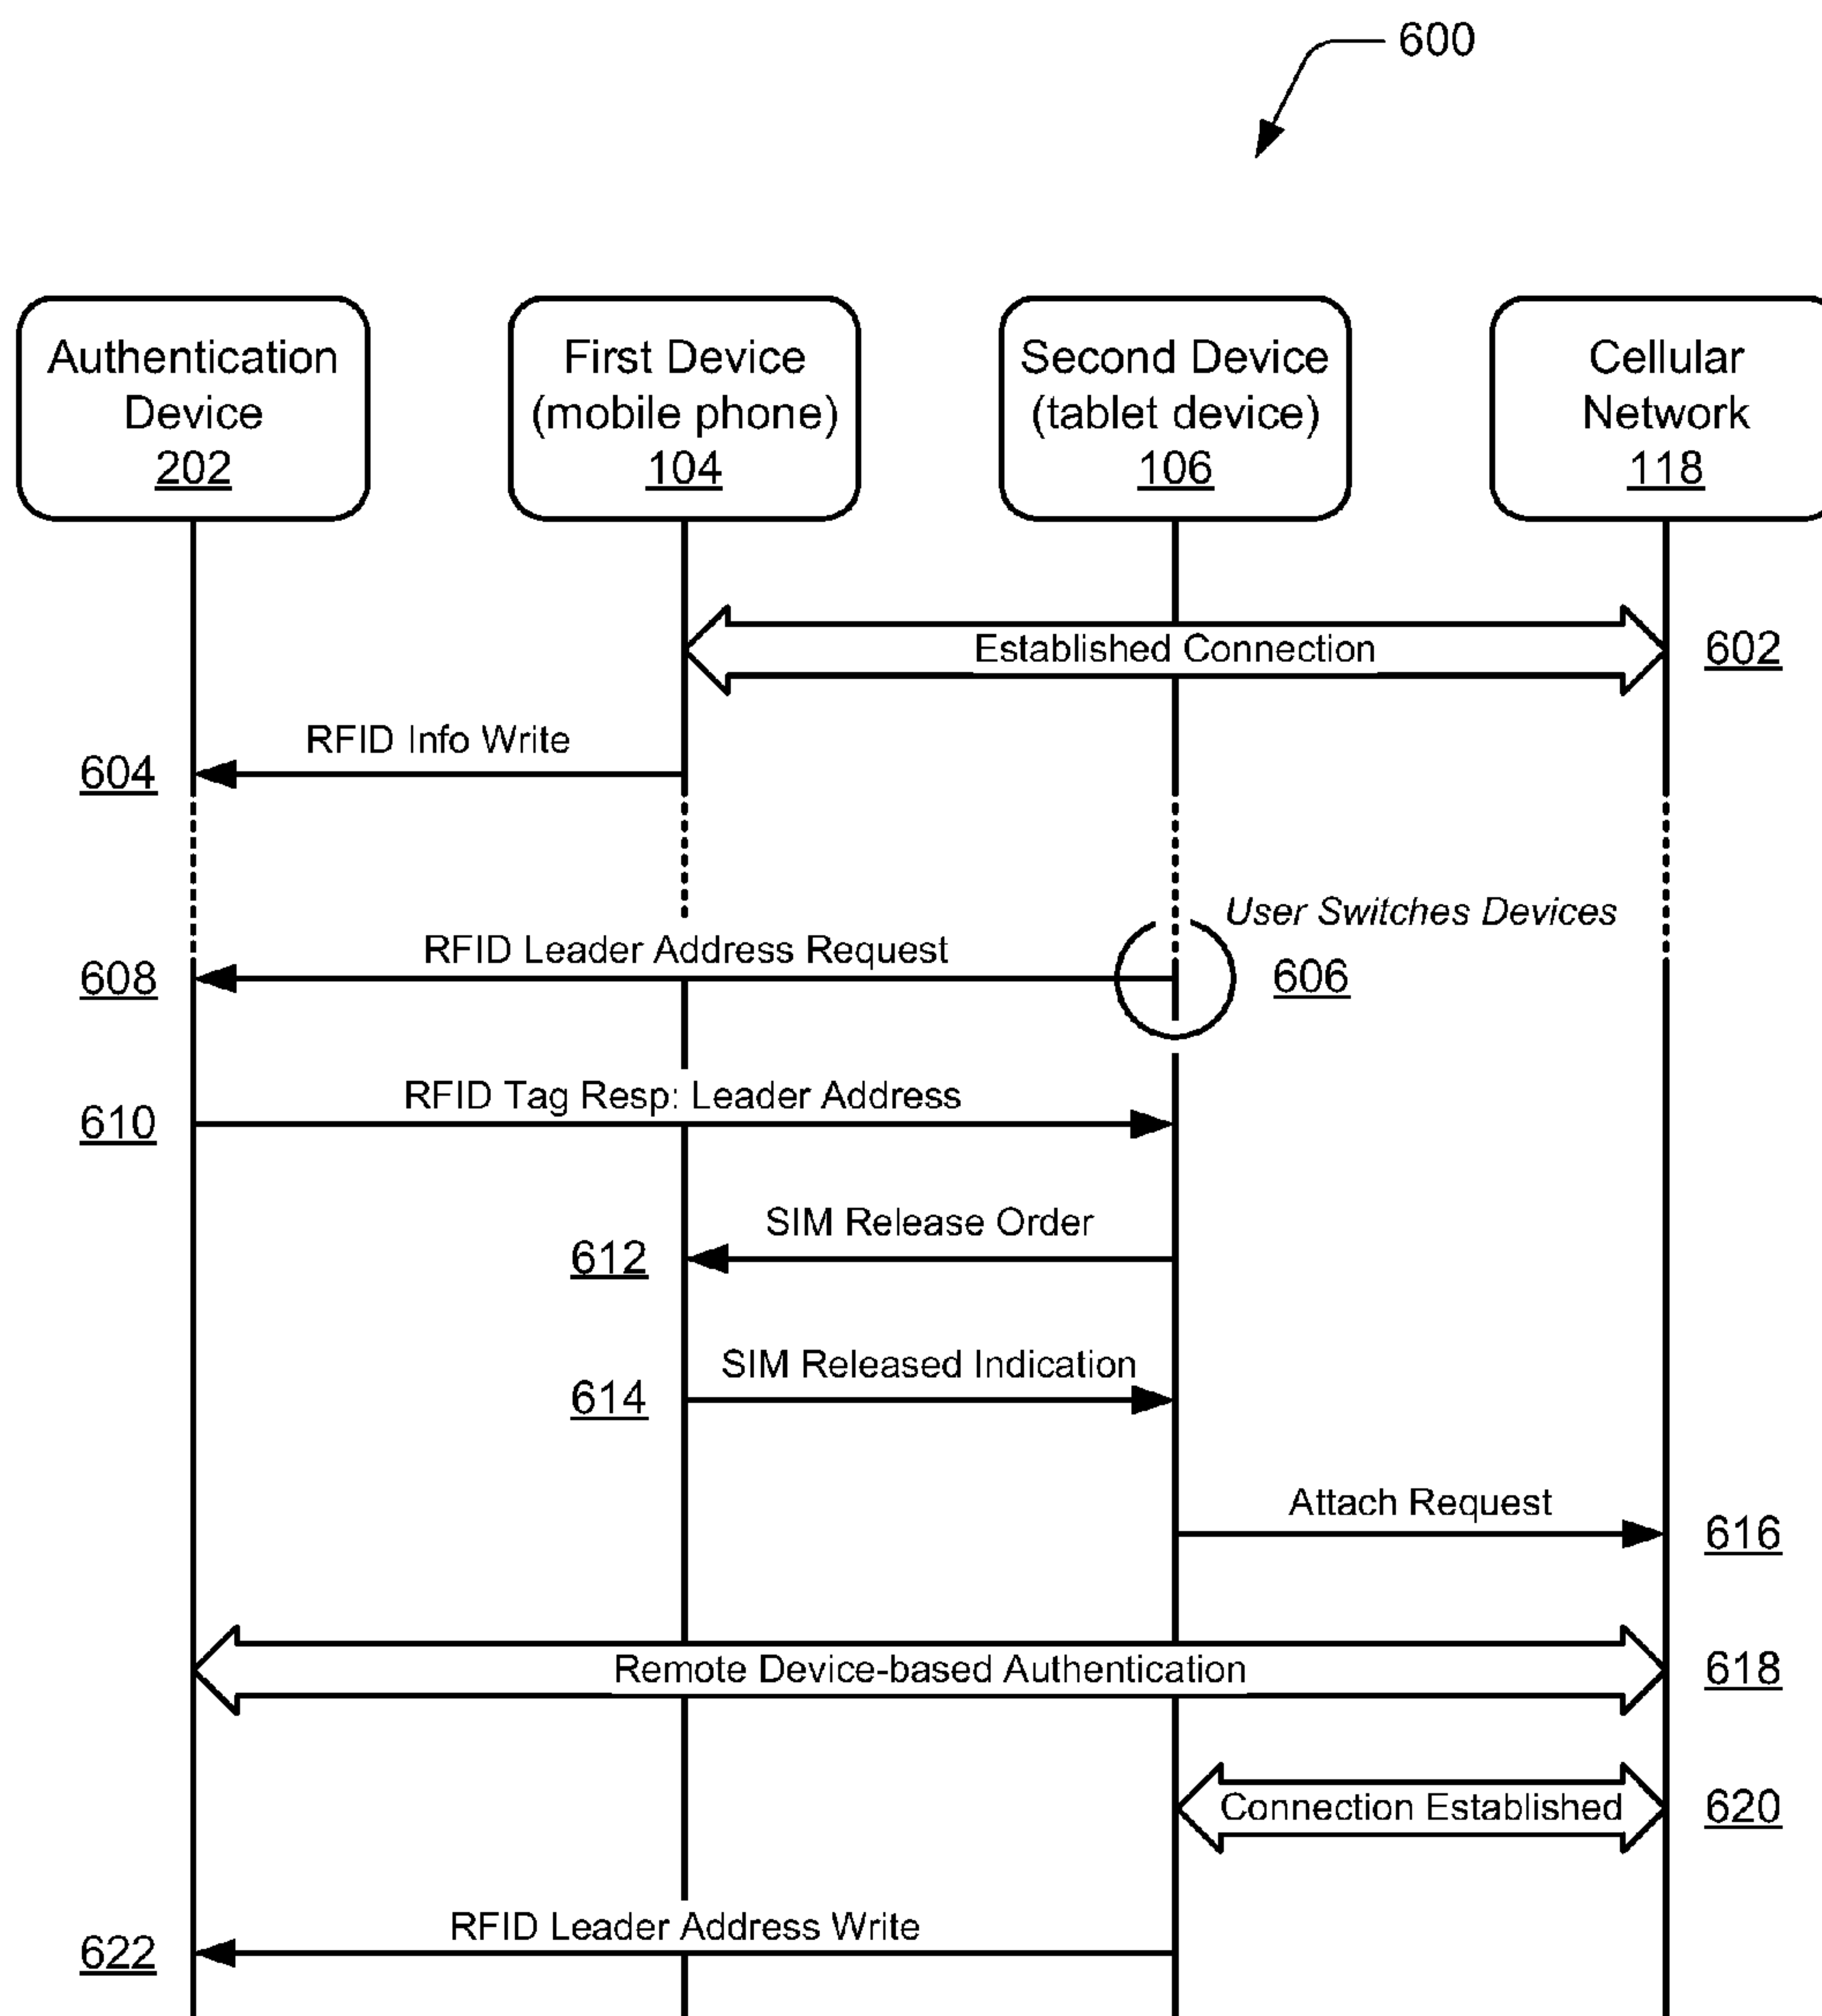 600
Authentication
Device
202
First Device
(mobile phone)
104
Second Device
(tablet device)
106
Cellular
Network
118
Established Connection
602
RFID Info Write
604
User Switches Devices
606
RFID Leader Address Request
608
RFID Tag Resp: Leader Address
610
SIM Release Order
612
SIM Released Indication
614
Attach Request
616
Remote Device-based Authentication
618
Connection Established
620
RFID Leader Address Write
622